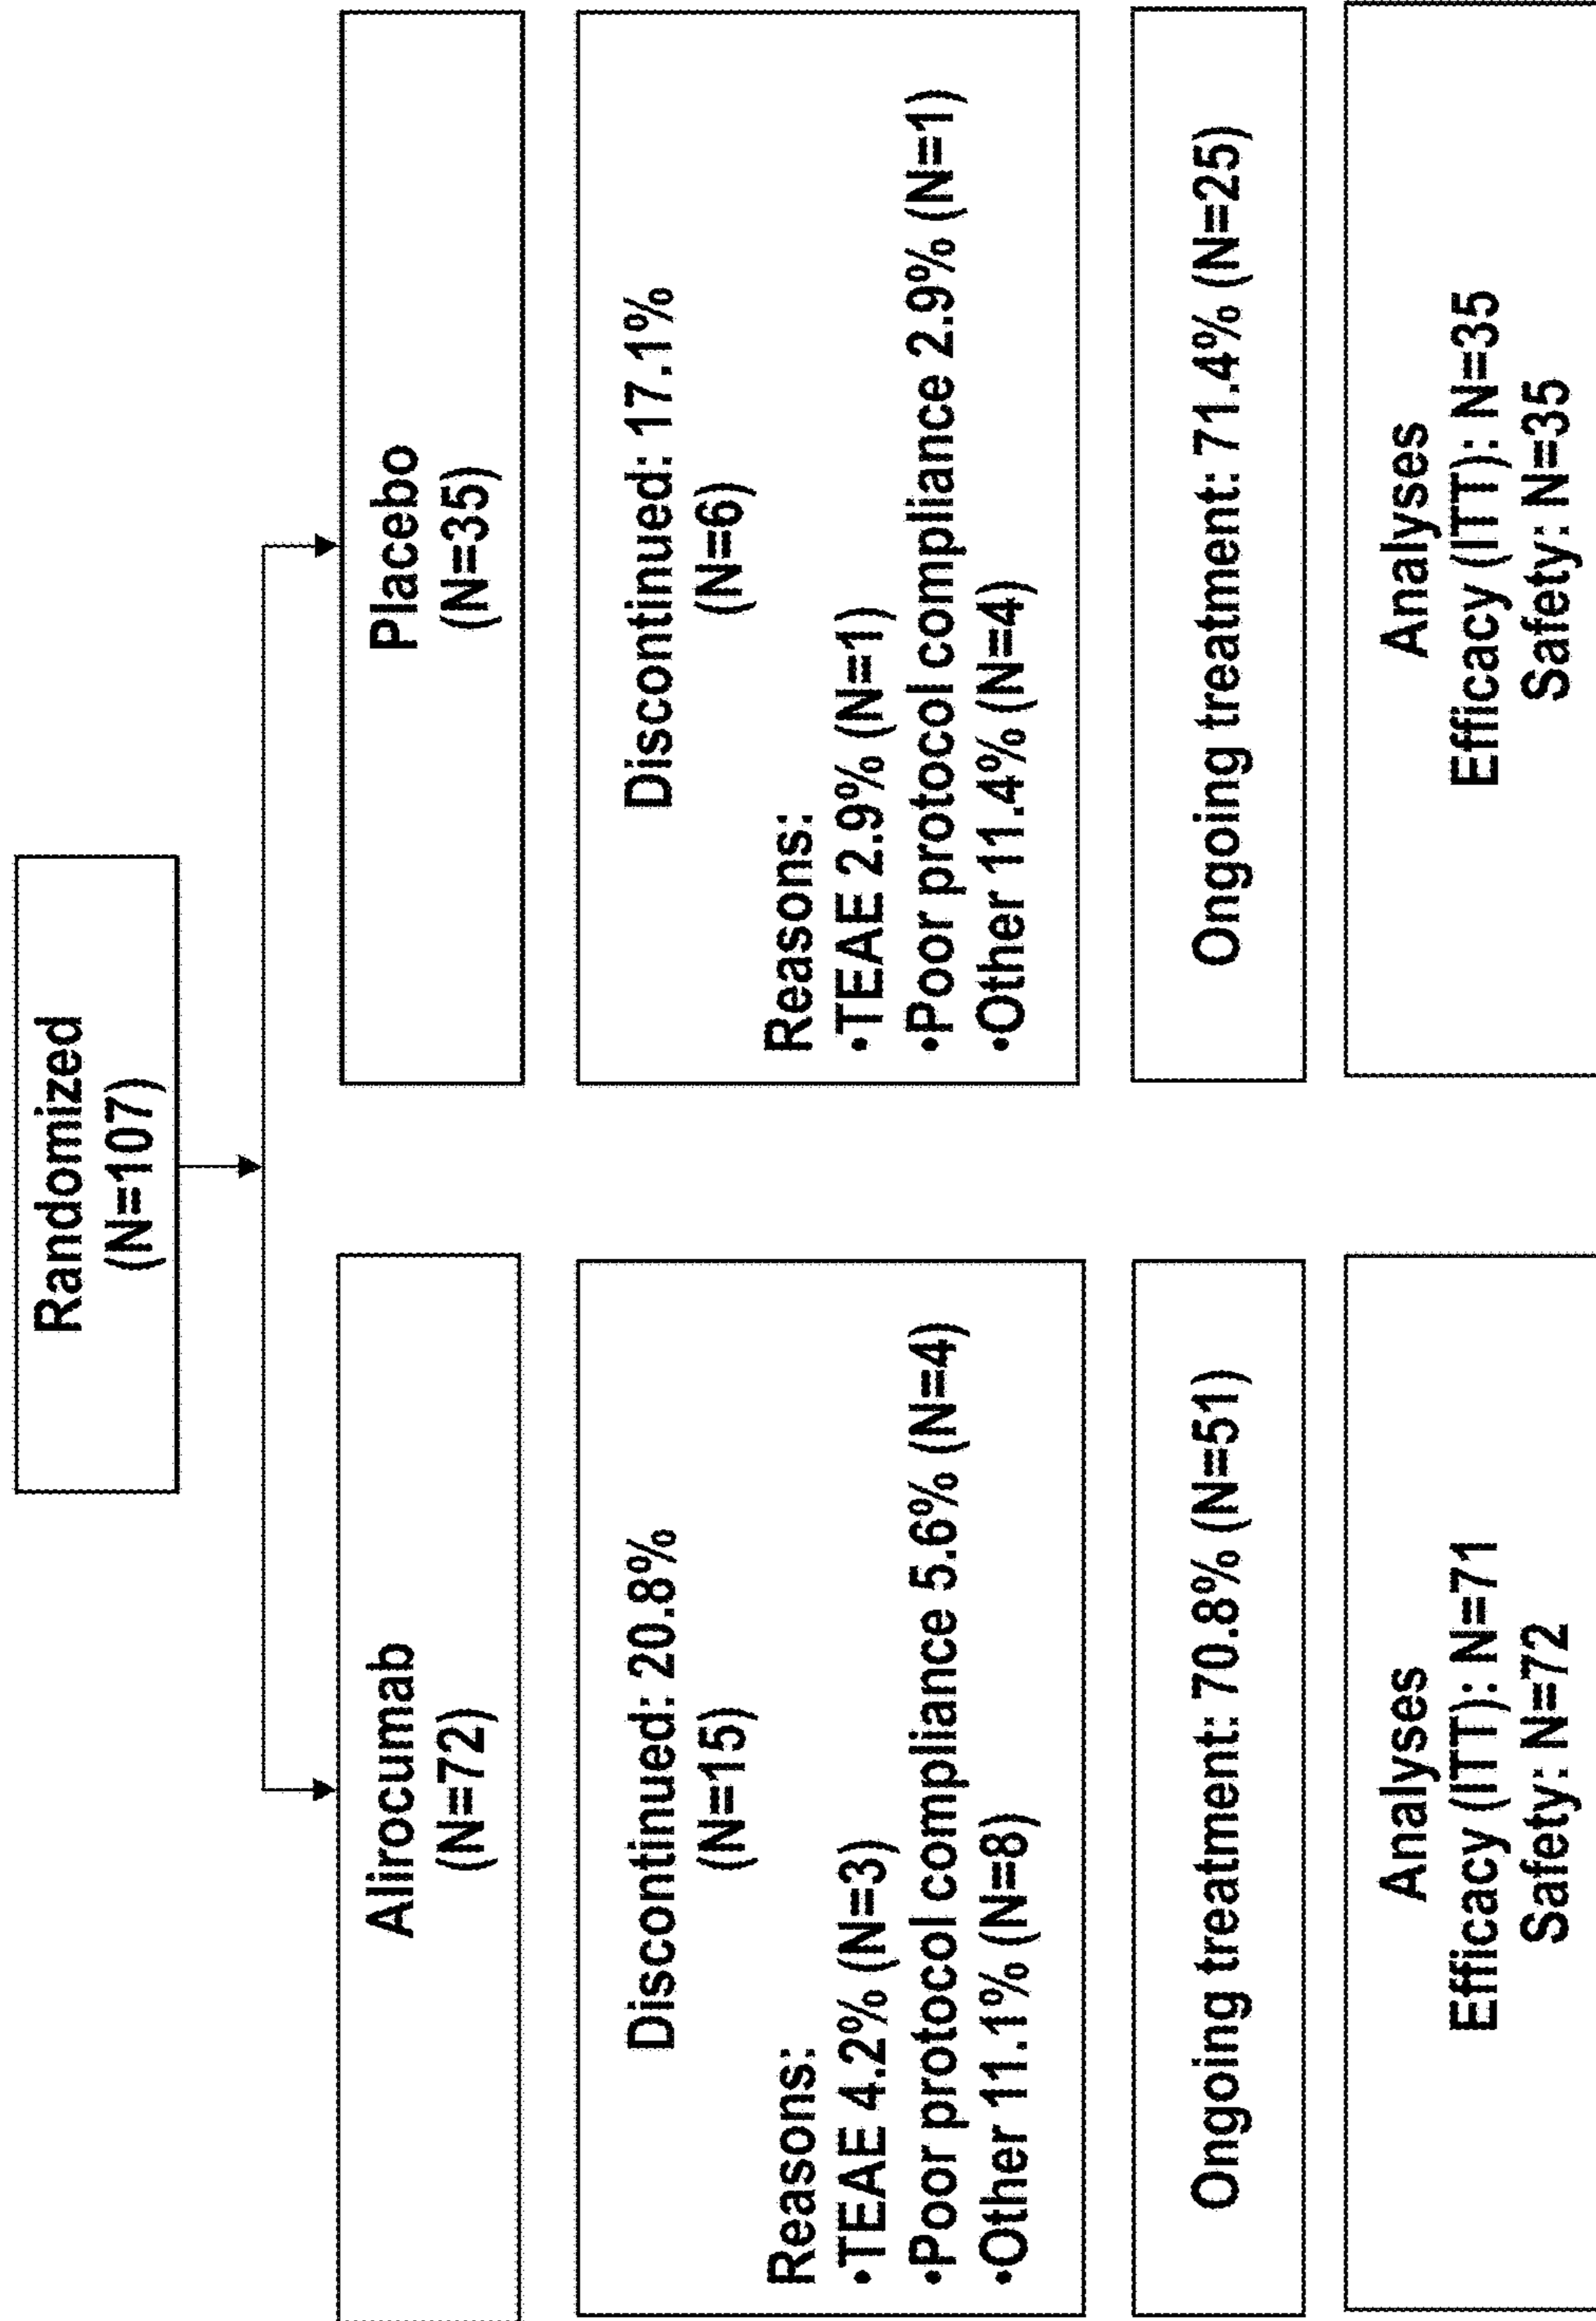 Randomized
(N=107)
Alirocumab
(N=72)
Placebo
(N=35)
Discontinued: 20.8%
(N=15)
Reasons:
•TEAE 4.2% (N=3)
•Poor protocol compliance 5.6% (N=4)
•Other 11.1% (N=8)
Discontinued: 17.1%
(N=6)
Reasons:
•TEAE 2.9% (N=1)
•Poor protocol compliance 2.9% (N=1)
•Other 11.4% (N=4)
Ongoing treatment: 70.8% (N=51)
Ongoing treatment: 71.4% (N=25)
Analyses
Efficacy (ITT): N=71
Safety: N=72
Analyses
Efficacy (ITT): N=35
Safety: N=35